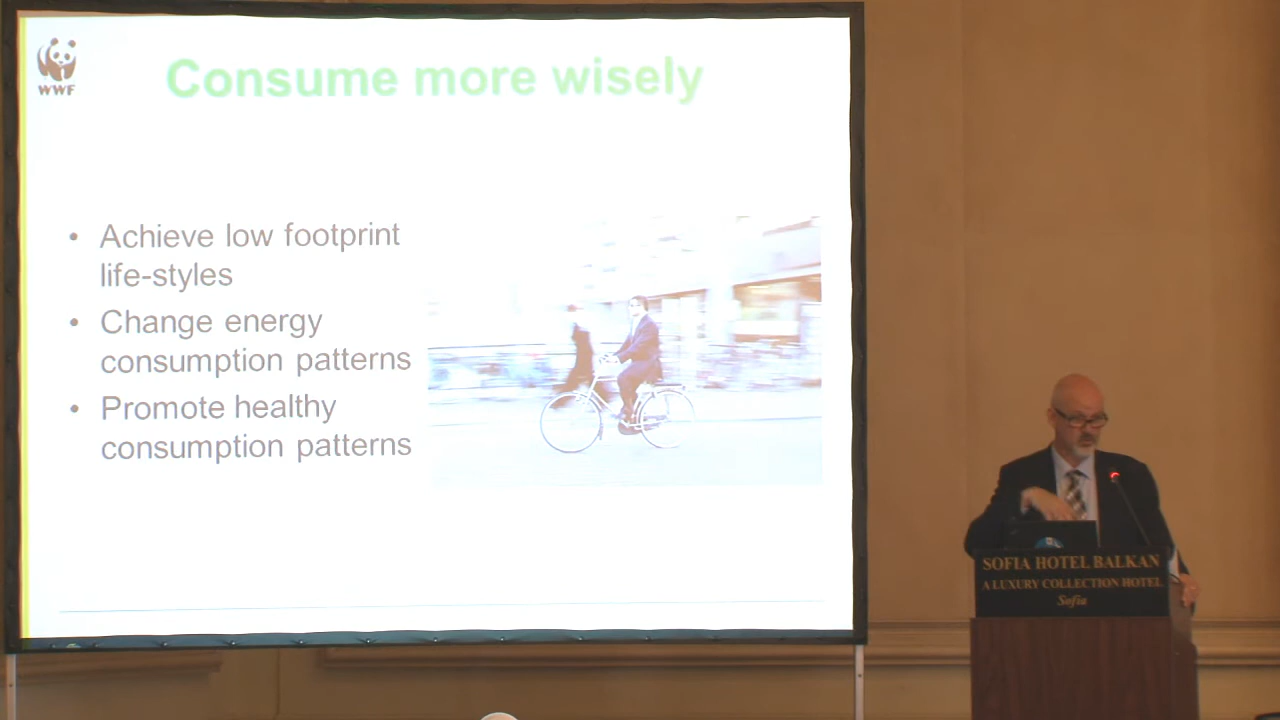 WWF
Consume more wisely
• Achieve low footprint
life-styles
• Change energy
consumption patterns
• Promote healthy
consumption patterns
SOFIA HOTEL BALKAN
A LUXURY COLLECTION HOTEL
Sofia